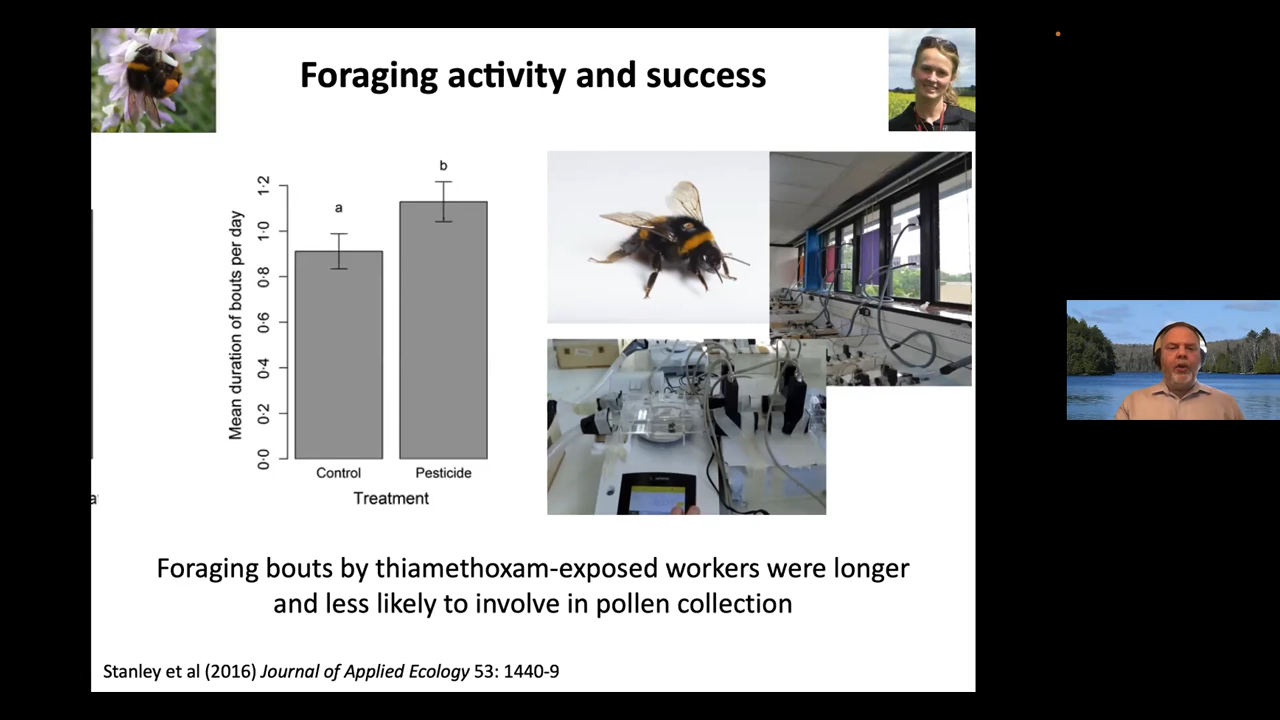 Foraging activity and success
b
a
1·2
1·0
0·8
0·6
0·4
0·2
0·0
Mean duration of bouts per day
Control
Pesticide
Treatment
a
Foraging bouts by thiamethoxam-exposed workers were longer
and less likely to involve in pollen collection
Stanley et al (2016) Journal of Applied Ecology 53: 1440-9